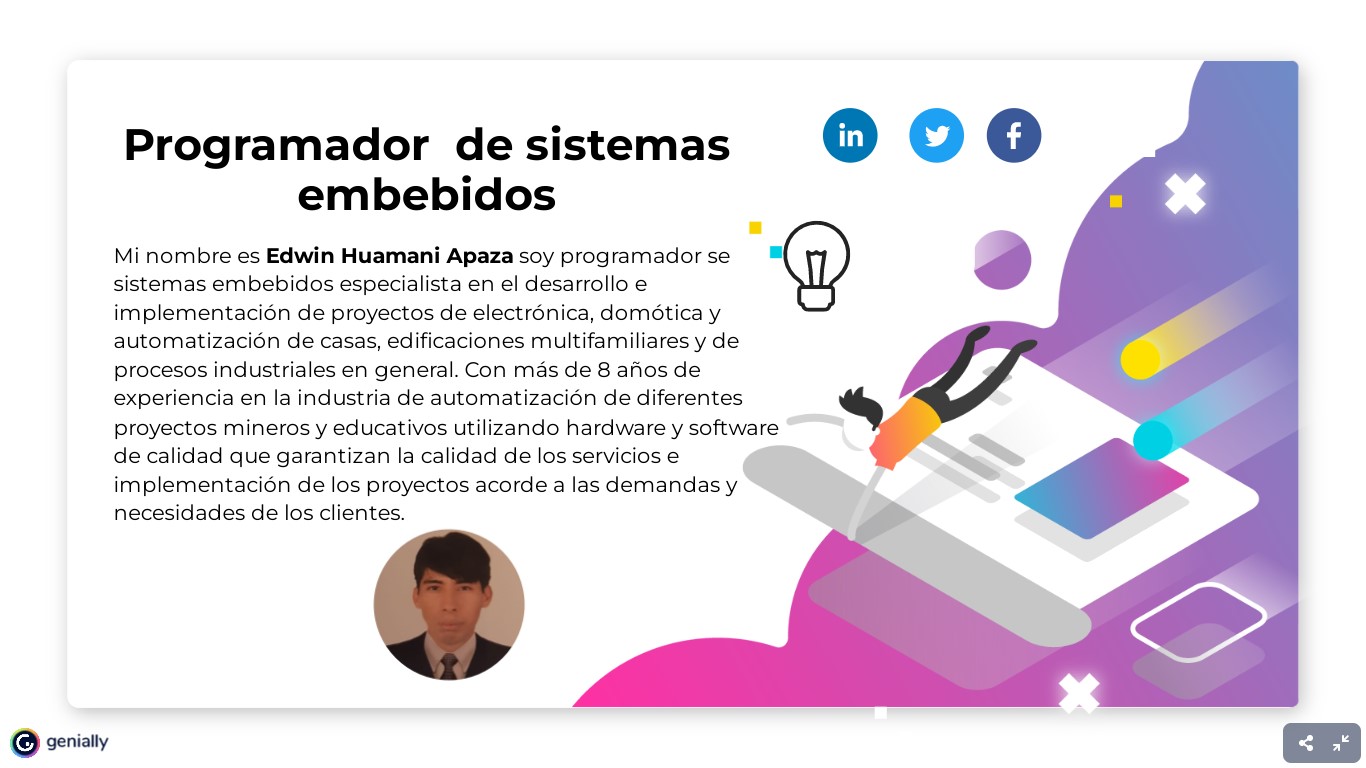 Programador de sistemas
embebidos
Mi nombre es Edwin Huamani Apaza soy programador se
sistemas embebidos especialista en el desarrollo e
implementación de proyectos de electrónica, domótica y
automatización de casas, edificaciones multifamiliares y de
procesos industriales en general. Con más de 8 años de
experiencia en la industria de automatización de diferentes
proyectos mineros y educativos utilizando hardware y software
de calidad que garantizan la calidad de los servicios e
implementación de los proyectos acorde a las demandas y
necesidades de los clientes.
in
f
genially